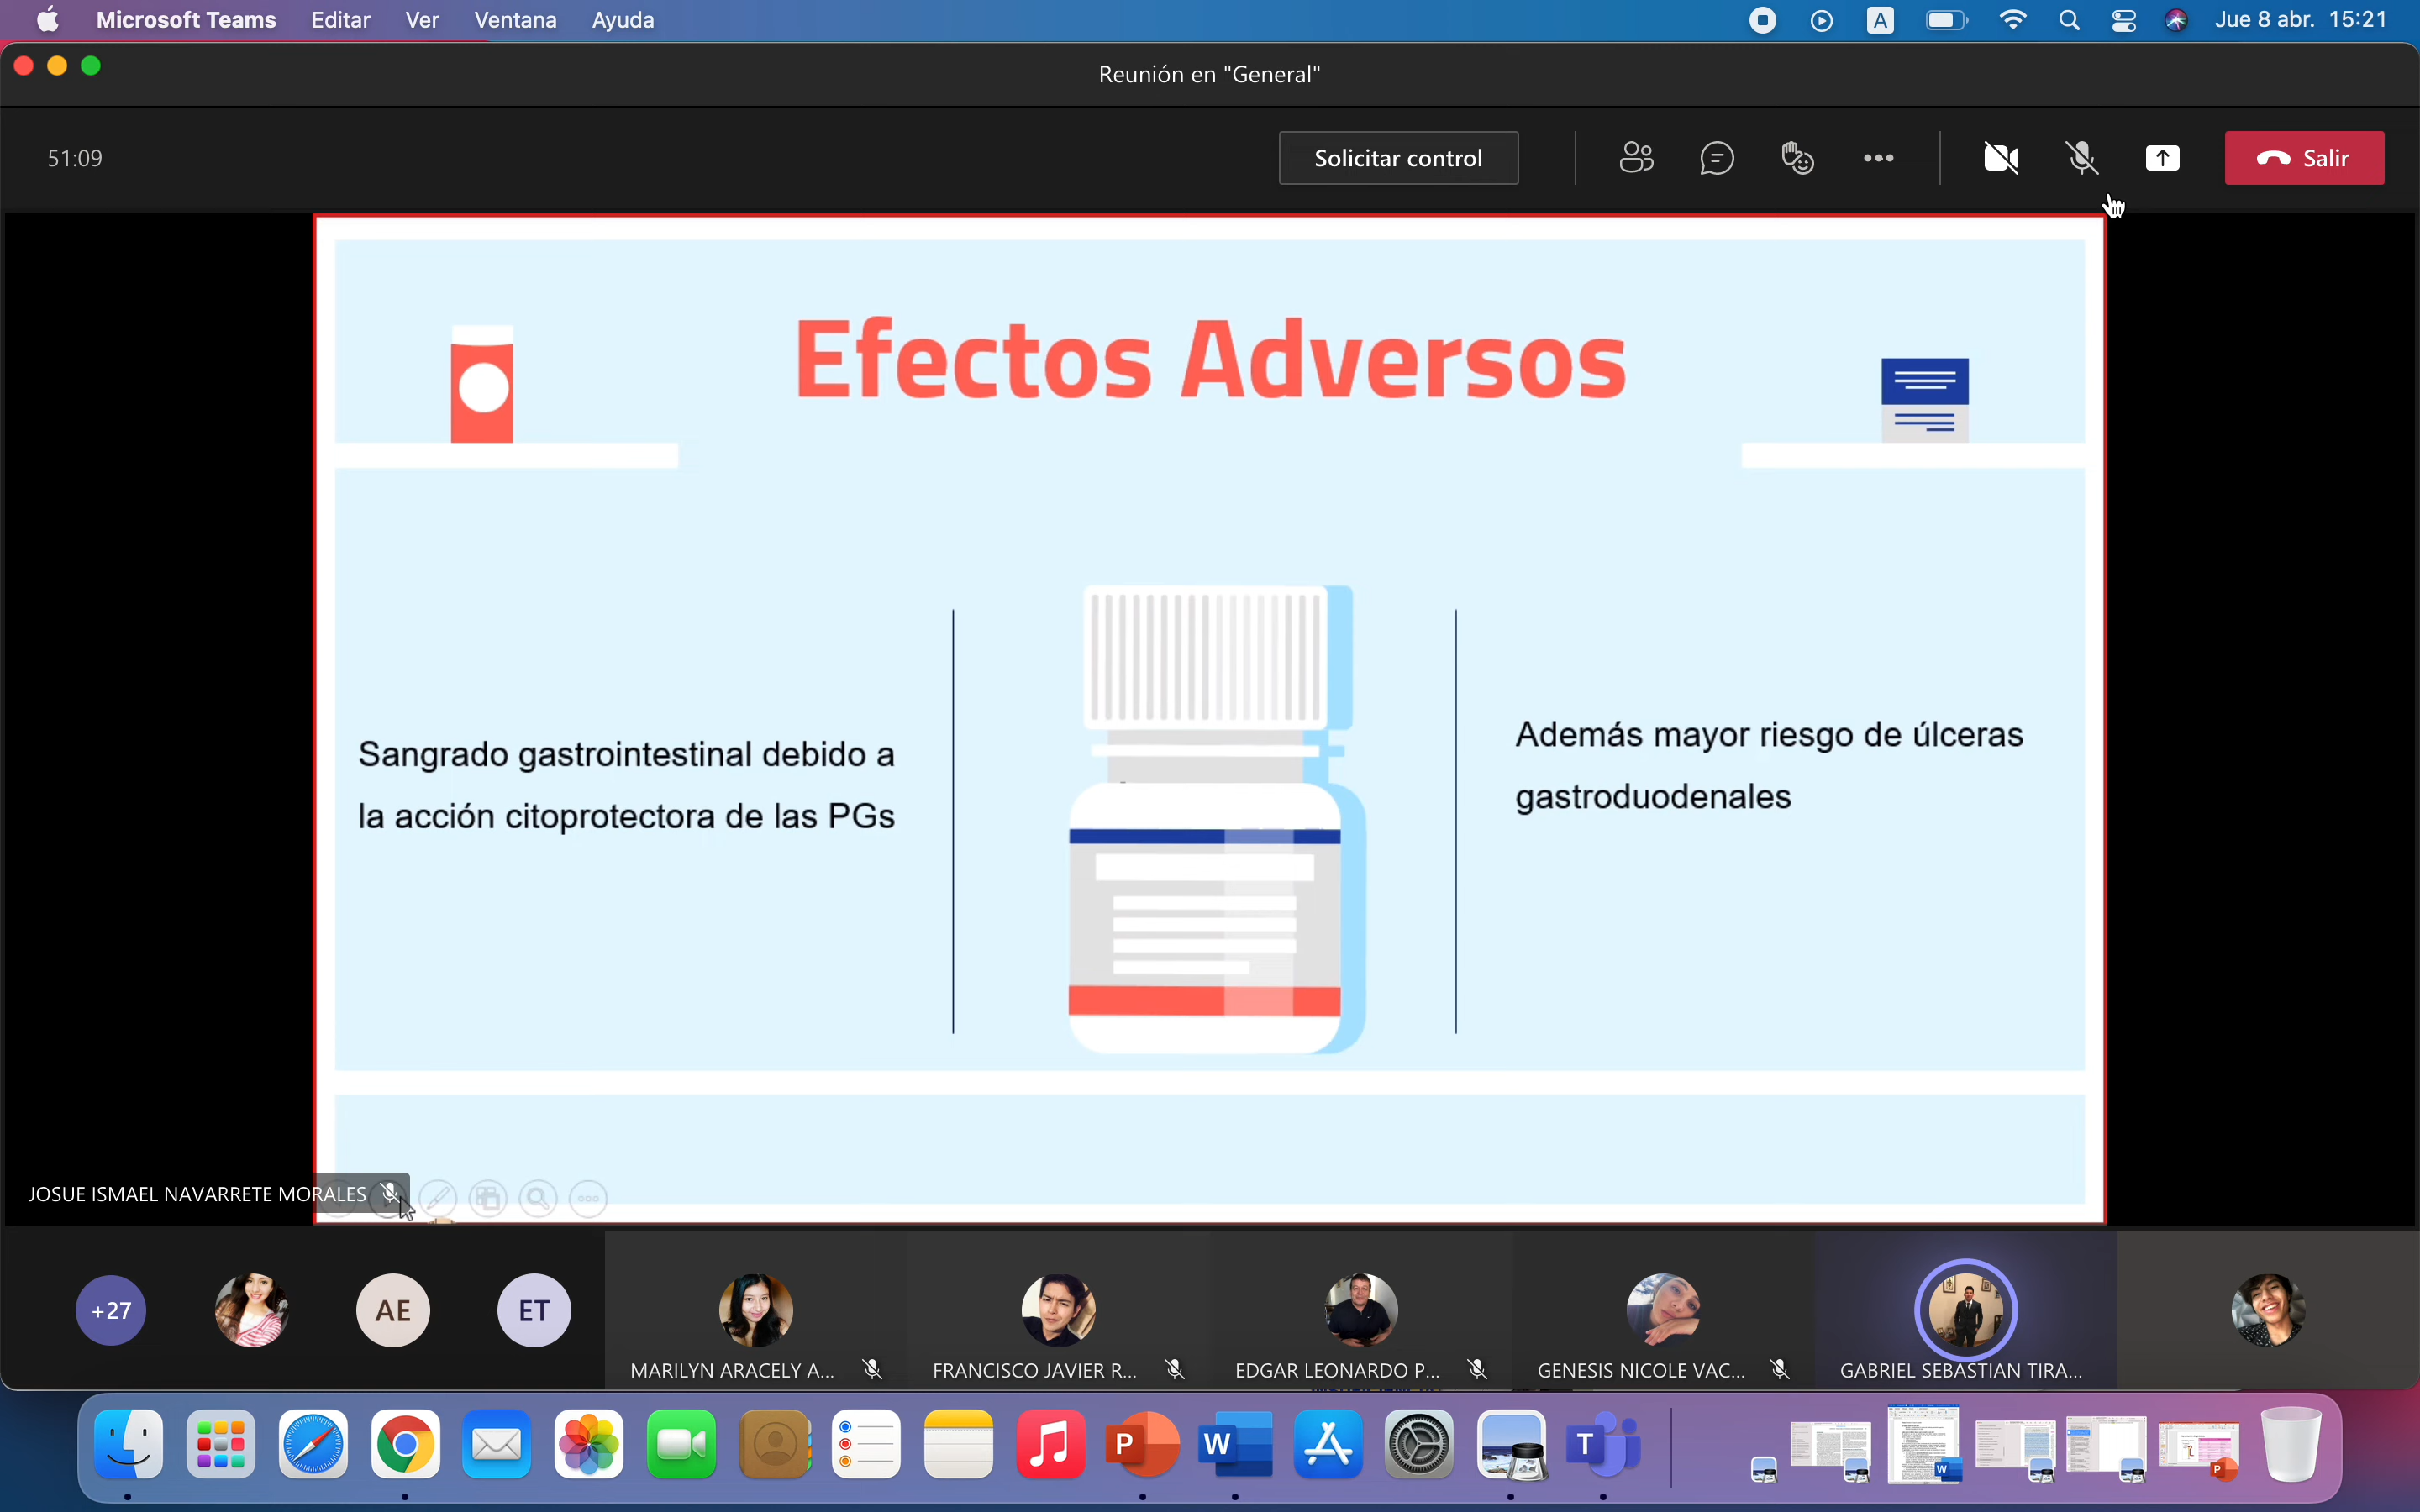 Microsoft Teams Editar Ver Ventana Ayuda A Jue 8 abr. 15:21
Reunión en "General"
51:09 Solicitar control Salir
Efectos Adversos
Sangrado gastrointestinal debido a
la acción citoprotectora de las PGs
Además mayor riesgo de úlceras
gastroduodenales
JOSUE ISMAEL NAVARRETE MORALES
+27 AE ET
MARILYN ARACELY A... FRANCISCO JAVIER R... EDGAR LEONARDO P... GENESIS NICOLE VAC... GABRIEL SEBASTIAN TIRA...
P W T W P